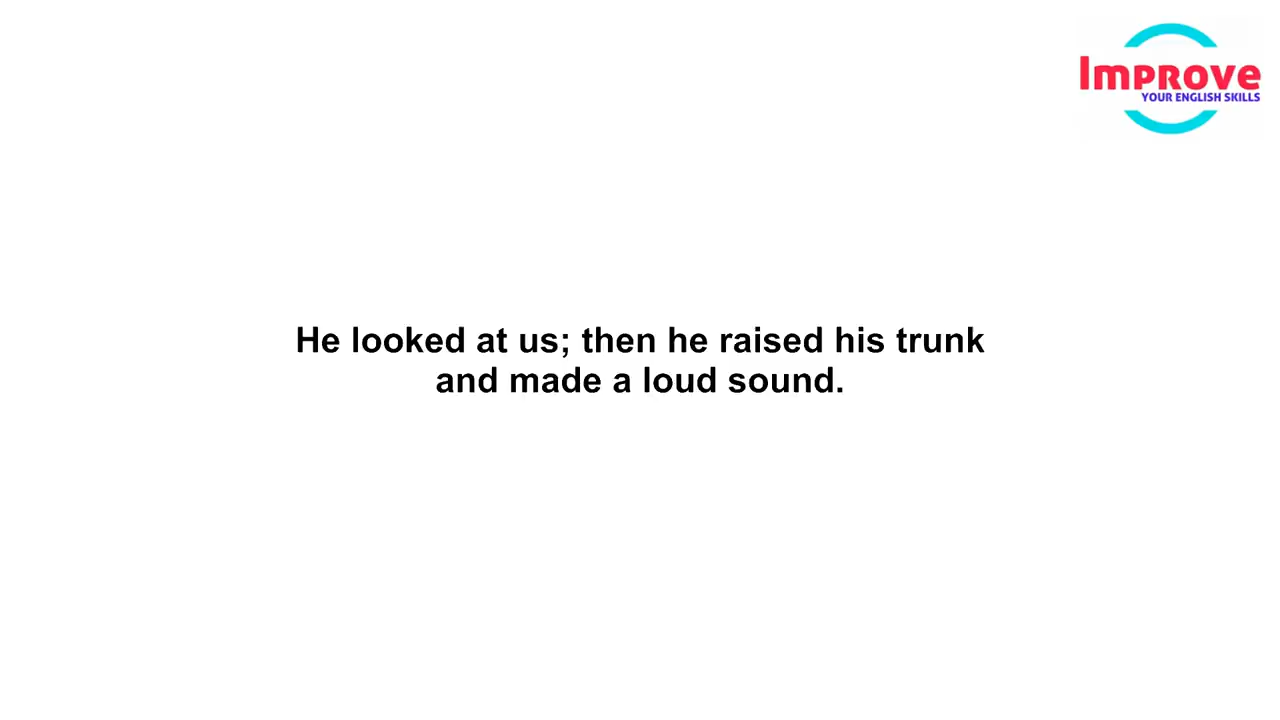 Improve
YOUR ENGLISH SKILLS
He looked at us; then he raised his trunk
and made a loud sound.